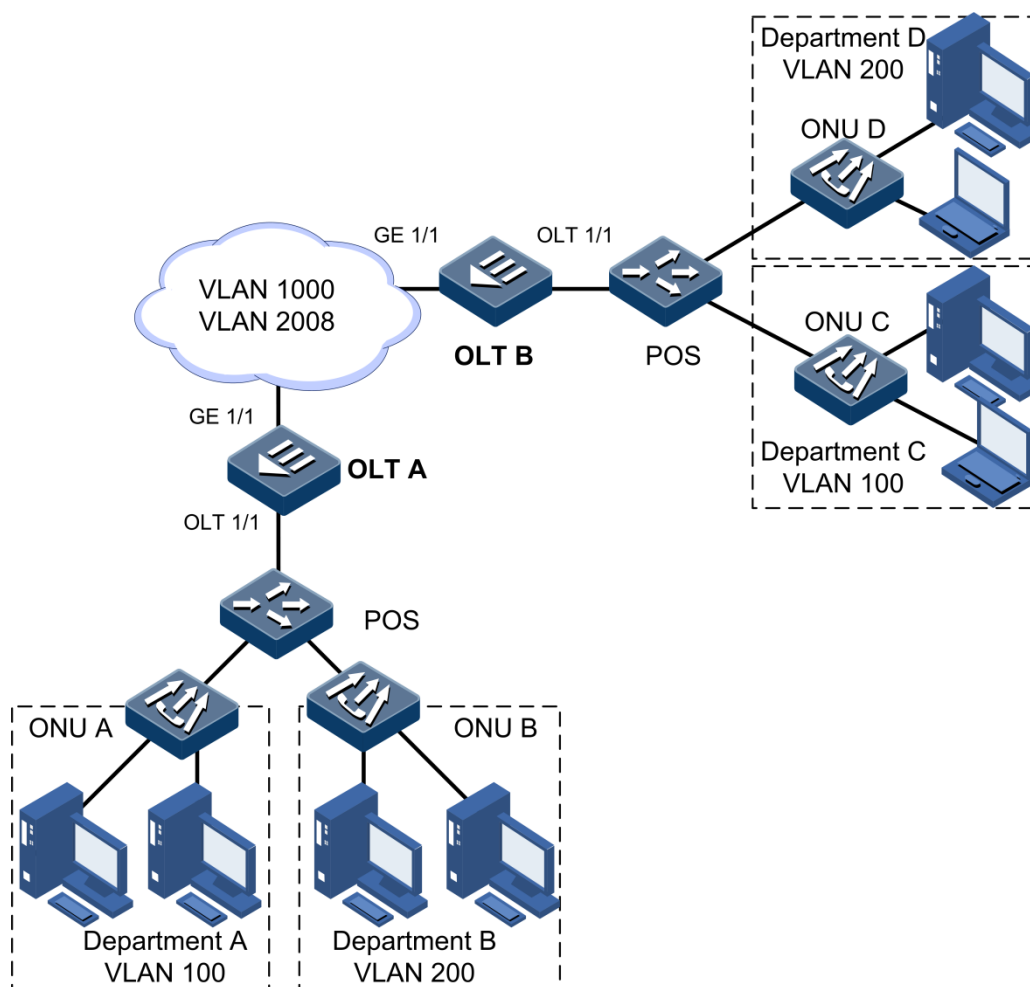 Department D
VLAN 200
ONU D
GE 1/1
OLT 1/1
VLAN 1000
VLAN 2008
OLT B
POS
ONU C
Department C
VLAN 100
GE 1/1
OLT A
OLT 1/1
POS
ONU A
ONU B
Department A
VLAN 100
Department B
VLAN 200